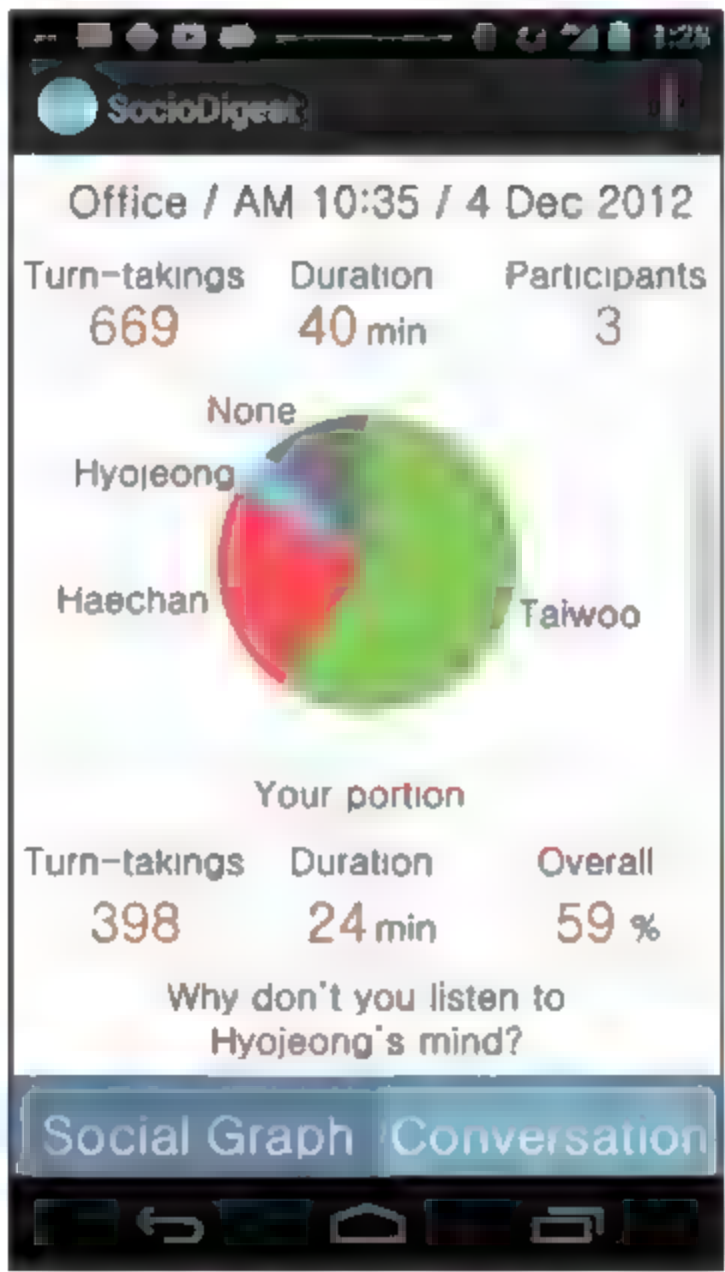 1:28
SocioDigest
Office / AM 10:35 / 4 Dec 2012
Turn-takings Duration Participants
669 40 min 3
None
Hyojeong
Haechan
Taiwoo
Your portion
Turn-takings Duration Overall
398 24 min 59 %
Why don't you listen to
Hyojeong's mind?
Social Graph Conversation